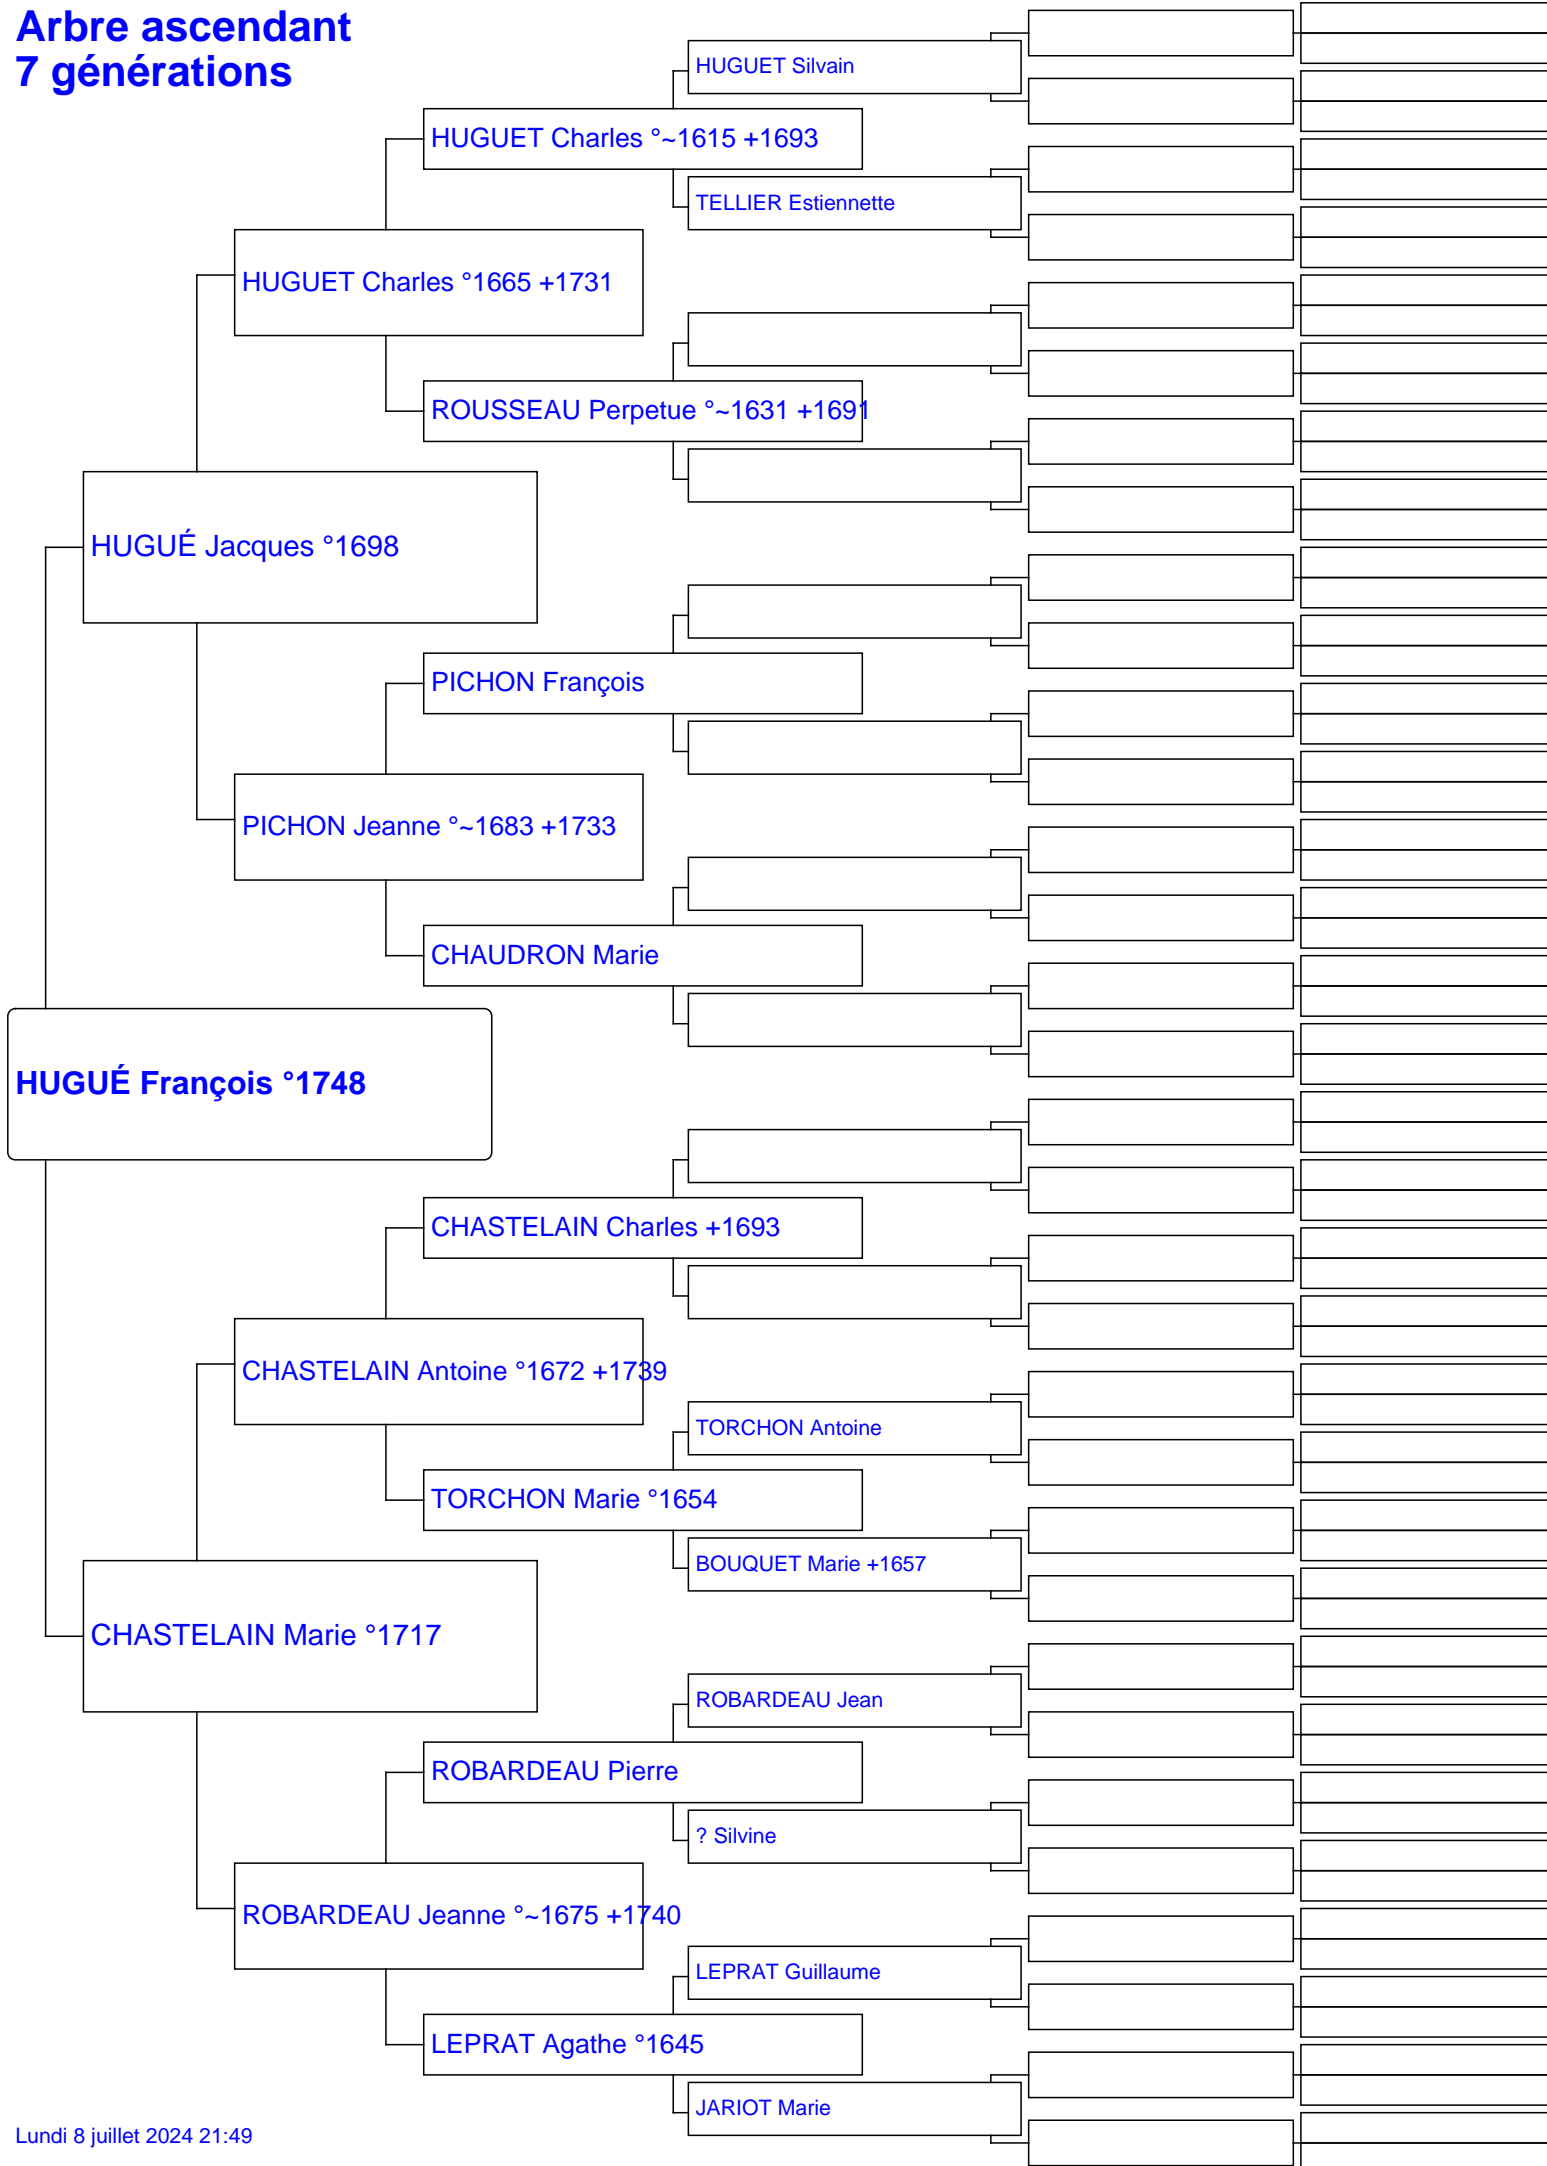 Arbre ascendant
7 générations
HUGUET Silvain
HUGUET Charles °~1615 +1693
TELLIER Estiennette
HUGUET Charles °1665 +1731
ROUSSEAU Perpetue °~1631 +1691
HUGUÉ Jacques °1698
PICHON François
PICHON Jeanne °~1683 +1733
CHAUDRON Marie
HUGUÉ François °1748
CHASTELAIN Charles +1693
CHASTELAIN Antoine °1672 +1739
TORCHON Antoine
TORCHON Marie °1654
BOUQUET Marie +1657
CHASTELAIN Marie °1717
ROBARDEAU Jean
ROBARDEAU Pierre
? Silvine
ROBARDEAU Jeanne °~1675 +1740
LEPRAT Guillaume
LEPRAT Agathe °1645
JARIOT Marie
Lundi 8 juillet 2024 21:49